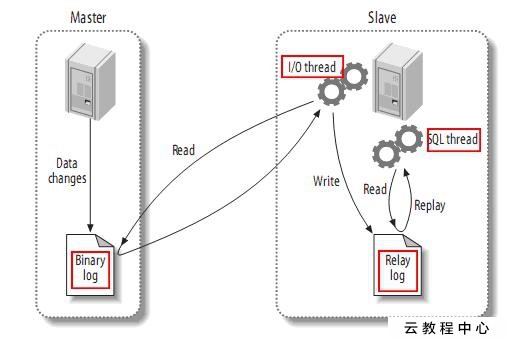 Master
Slave
I/O thread
SQL thread
Read
Data
changes
Write
Read
Replay
Binary
log
Relay
log
云教程中心